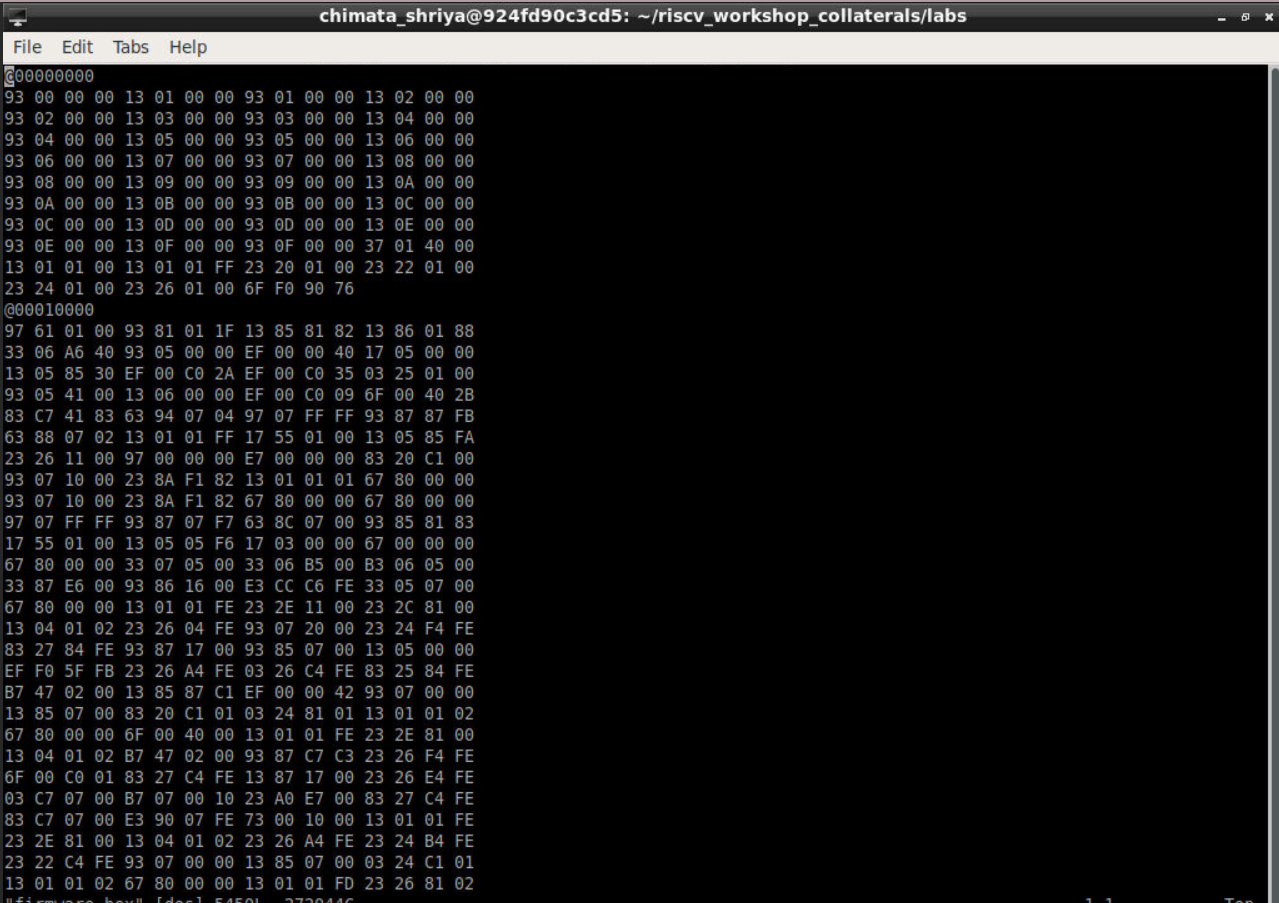 chimata_shriya@924fd90c3cd5: ~/riscv_workshop_collaterals/labs
File Edit Tabs Help
@00000000
93 00 00 00 13 01 00 00 93 01 00 00 13 02 00 00
93 02 00 00 13 03 00 00 93 03 00 00 13 04 00 00
93 04 00 00 13 05 00 00 93 05 00 00 13 06 00 00
93 06 00 00 13 07 00 00 93 07 00 00 13 08 00 00
93 08 00 00 13 09 00 00 93 09 00 00 13 0A 00 00
93 0A 00 00 13 0B 00 00 93 0B 00 00 13 0C 00 00
93 0C 00 00 13 0D 00 00 93 0D 00 00 13 0E 00 00
93 0E 00 00 13 0F 00 00 93 0F 00 00 37 01 40 00
13 01 01 00 13 01 01 FF 23 20 01 00 23 22 01 00
23 24 01 00 23 26 01 00 6F F0 90 76
@00010000
97 61 01 00 93 81 01 1F 13 85 81 82 13 86 01 88
33 06 A6 40 93 05 00 00 EF 00 00 40 17 05 00 00
13 05 85 30 EF 00 C0 2A EF 00 C0 35 03 25 01 00
93 05 41 00 13 06 00 00 EF 00 C0 09 6F 00 40 2B
83 C7 41 83 63 94 07 04 97 07 FF FF 93 87 87 FB
63 88 07 02 13 01 01 FF 17 55 01 00 13 05 85 FA
23 26 11 00 97 00 00 00 E7 00 00 00 83 20 C1 00
93 07 10 00 23 8A F1 82 13 01 01 01 67 80 00 00
93 07 10 00 23 8A F1 82 67 80 00 00 67 80 00 00
97 07 FF FF 93 87 07 F7 63 8C 07 00 93 85 81 83
17 55 01 00 13 05 05 F6 17 03 00 00 67 00 00 00
67 80 00 00 33 07 05 00 33 06 B5 00 B3 06 05 00
33 87 E6 00 93 86 16 00 E3 CC C6 FE 33 05 07 00
67 80 00 00 13 01 01 FE 23 2E 11 00 23 2C 81 00
13 04 01 02 23 26 04 FE 93 07 20 00 23 24 F4 FE
83 27 84 FE 93 87 17 00 93 85 07 00 13 05 00 00
EF F0 5F FB 23 26 A4 FE 03 26 C4 FE 83 25 84 FE
B7 47 02 00 13 85 87 C1 EF 00 00 42 93 07 00 00
13 85 07 00 83 20 C1 01 03 24 81 01 13 01 01 02
67 80 00 00 6F 00 40 00 13 01 01 FE 23 2E 81 00
13 04 01 02 B7 47 02 00 93 87 C7 C3 23 26 F4 FE
6F 00 C0 01 83 27 C4 FE 13 87 17 00 23 26 E4 FE
03 C7 07 00 B7 07 00 10 23 A0 E7 00 83 27 C4 FE
83 C7 07 00 E3 90 07 FE 73 00 10 00 13 01 01 FE
23 2E 81 00 13 04 01 02 23 26 A4 FE 23 24 B4 FE
23 22 C4 FE 93 07 00 00 13 85 07 00 03 24 C1 01
13 01 01 02 67 80 00 00 13 01 01 FD 23 26 81 02